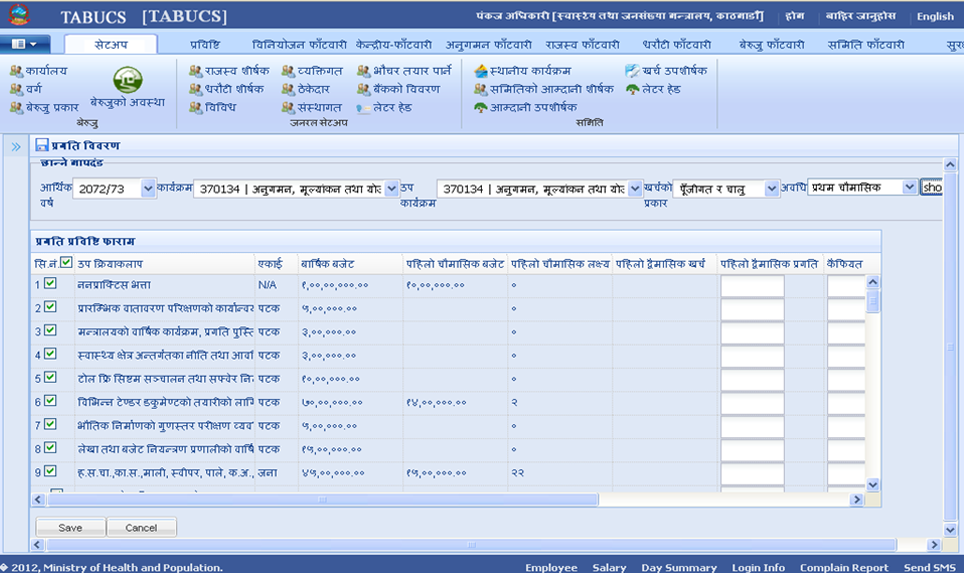 TABUCS [TABUCS] पंकज अधिकारी [स्वास्थ्य तथा जनसंख्या मन्त्रालय, काठमाडौँ] होम बाहिर जानुहोस English
सेटअप प्रविष्टि विनियोजन फाँटवारी केन्द्रीय-फाँटवारी अनुगमन फाँटवारी राजस्व फाँटवारी धरौटी फाँटवारी बेरुजु फाँटवारी समिति फाँटवारी
कार्यालय राजस्व शीर्षक व्यक्तिगत भौचर तयार पार्ने स्थानीय कार्यक्रम खर्च उपशीर्षक
वर्ग बेरुजुको अवस्था धरौटी शीर्षक ठेकेदार बैंकको विवरण समितिको आम्दानी शीर्षक लेटर हेड
बेरुजु प्रकार विविध संस्थागत लेटर हेड आम्दानी उपशीर्षक
बेरुजु जनरल सेटअप समिति
प्रगति विवरण
छान्ने मापदंड
आर्थिक वर्ष 2072/73 कार्यक्रम 370134 | अनुगमन, मूल्यांकन तथा उप कार्यक्रम 370134 | अनुगमन, मूल्यांकन तथा खर्चको प्रकार पूँजीगत र चालु अवधि प्रथम चौमासिक sho
प्रगति प्रविष्टि फाराम
सि.नं. उप क्रियाकलाप एकाई बार्षिक बजेट पहिलो चौमासिक बजेट पहिलो चौमासिक लक्ष्य पहिलो द्वैमासिक खर्च पहिलो द्वैमासिक प्रगति कैफियत
1 ननप्राक्टिस भत्ता N/A १,००,००,०००.०० १०,००,०००.०० ०
2 प्रारम्भिक वातावरण परिक्षणको पटक ५,००,०००.०० ०
3 मन्त्रालयको वार्षिक कार्यक्रम, प्रगति पटक ३,००,०००.०० ०
4 स्वास्थ्य क्षेत्र अन्तर्गतका नीति तथा पटक ३,००,०००.०० ०
5 टोल फ्रि सिष्टम सञ्चालन तथा सफ्वेर पटक १०,००,०००.०० ०
6 विभिन्न टेण्डर डकुमेण्टको तयारीको पटक ७०,००,०००.०० १४,००,०००.०० २
7 भौतिक निर्माणको गुणस्तर परीक्षण पटक ५,००,०००.०० ०
8 लेखा तथा बजेट नियन्त्रण प्रणालीको पटक १५,००,०००.०० ०
9 ह.स.चा.,का.स.,माली, स्वीपर, पाले, क.अ., जना ४५,००,०००.०० १५,००,०००.०० २२
Save Cancel
2012, Ministry of Health and Population. Employee Salary Day Summary Login Info Complain Report Send SMS